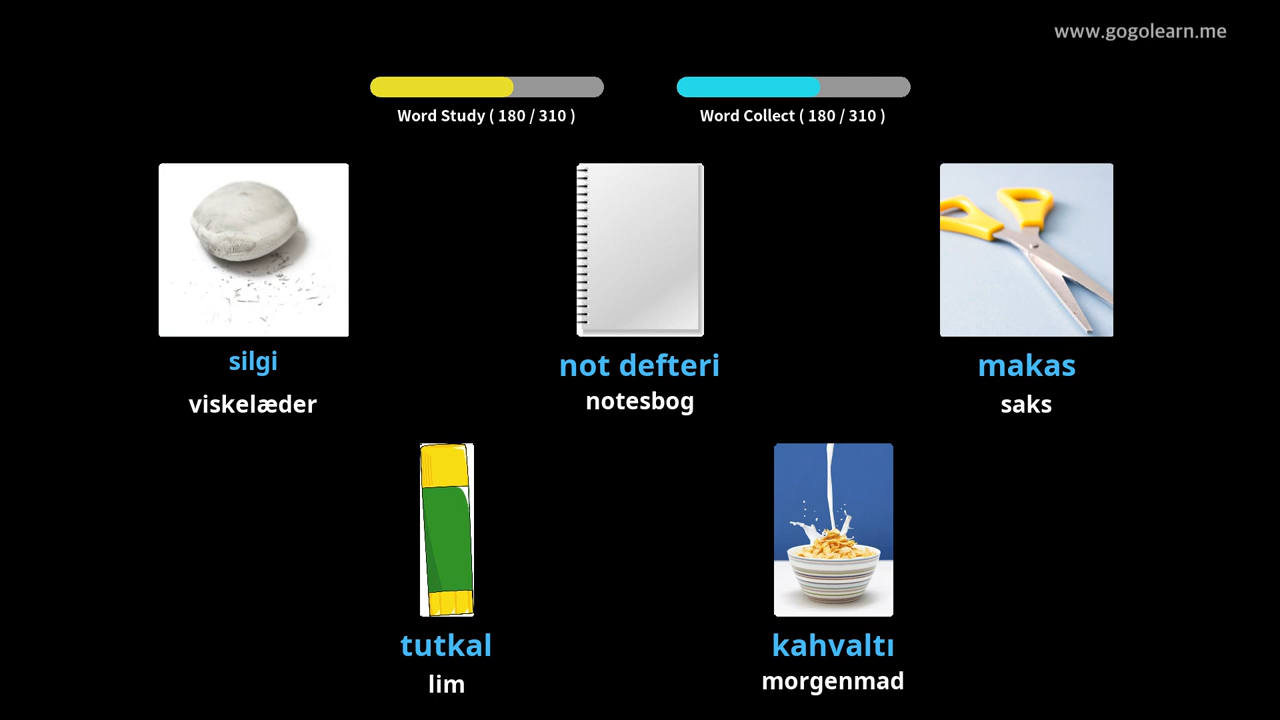 www.gogolearn.me
Word Study ( 180 / 310 )
Word Collect ( 180 / 310 )
silgi
viskelæder
not defteri
notesbog
makas
saks
tutkal
lim
kahvaltı
morgenmad